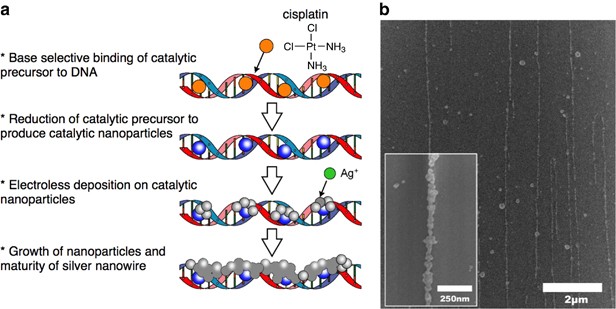 a
cisplatin
Cl
Cl Pt NH3
NH3
* Base selective binding of catalytic
precursor to DNA
* Reduction of catalytic precursor to
produce catalytic nanoparticles
* Electroless deposition on catalytic
nanoparticles
Ag+
* Growth of nanoparticles and
maturity of silver nanowire
b
250nm
2μm